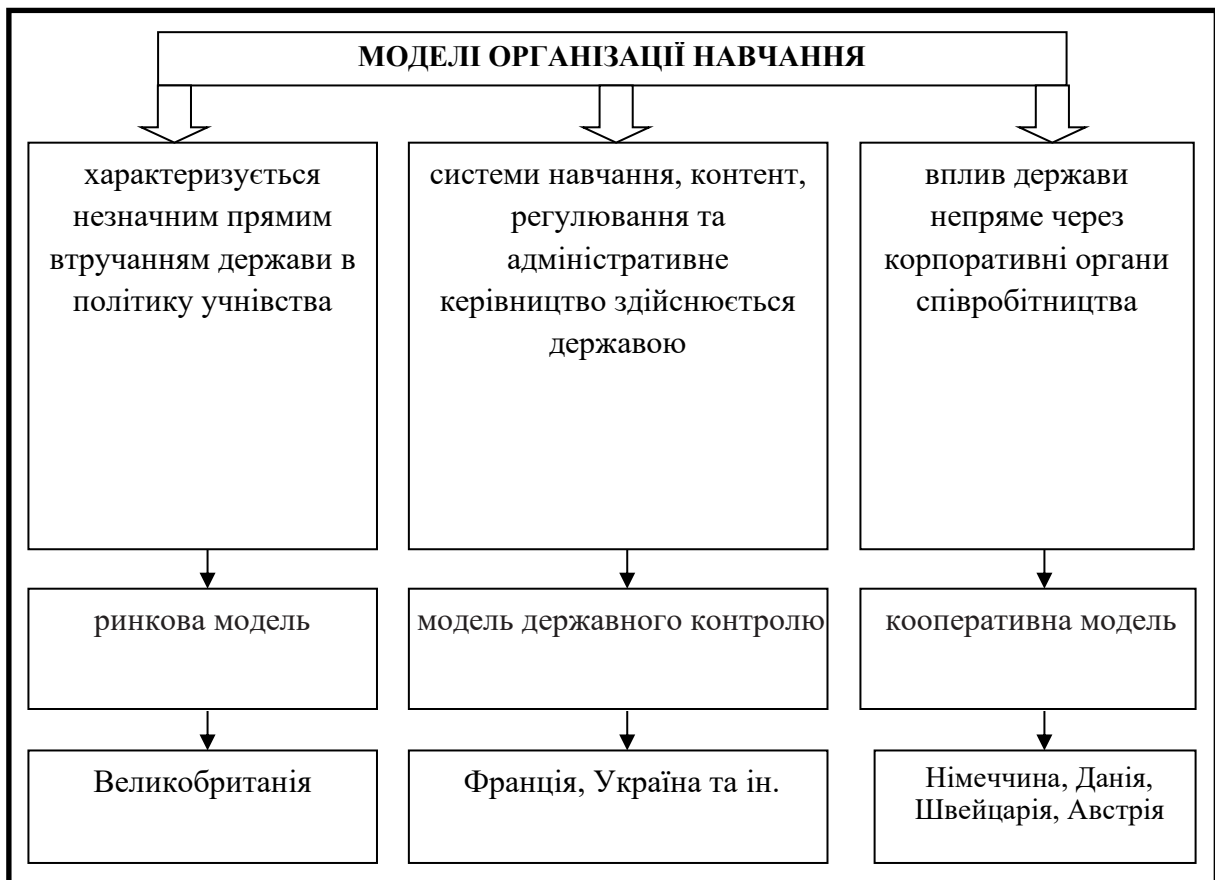 МОДЕЛІ ОРГАНІЗАЦІЇ НАВЧАННЯ
характеризується
незначним прямим
втручанням держави в
політику учнівства
системи навчання, контент,
регулювання та
адміністративне
керівництво здійснюється
державою
вплив держави
непряме через
корпоративні органи
співробітництва
ринкова модель
модель державного контролю
кооперативна модель
Великобританія
Франція, Україна та ін.
Німеччина, Данія,
Швейцарія, Австрія